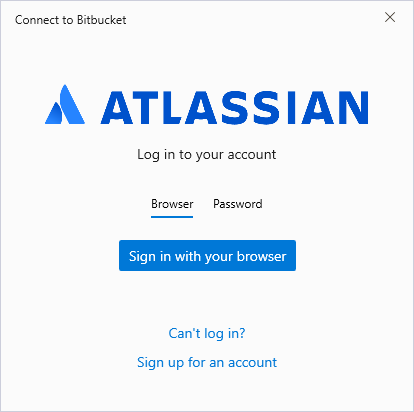 Connect to Bitbucket
ATLASSIAN
Log in to your account
Browser Password
Sign in with your browser
Can't log in?
Sign up for an account